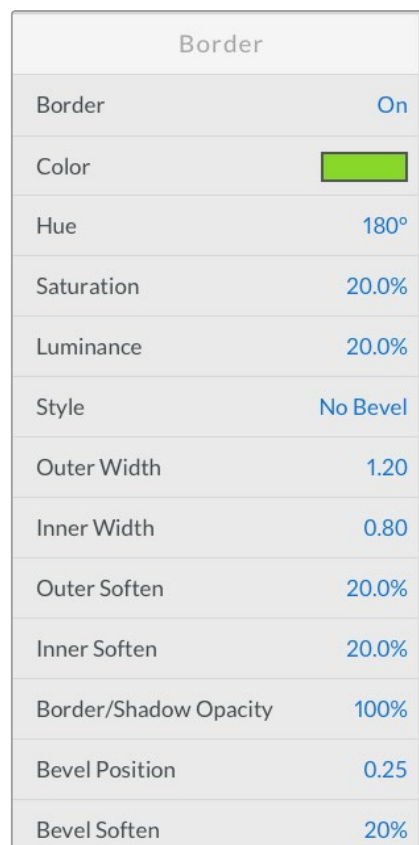 Border
Border On
Color
Hue 180°
Saturation 20.0%
Luminance 20.0%
Style No Bevel
Outer Width 1.20
Inner Width 0.80
Outer Soften 20.0%
Inner Soften 20.0%
Border/Shadow Opacity 100%
Bevel Position 0.25
Bevel Soften 20%